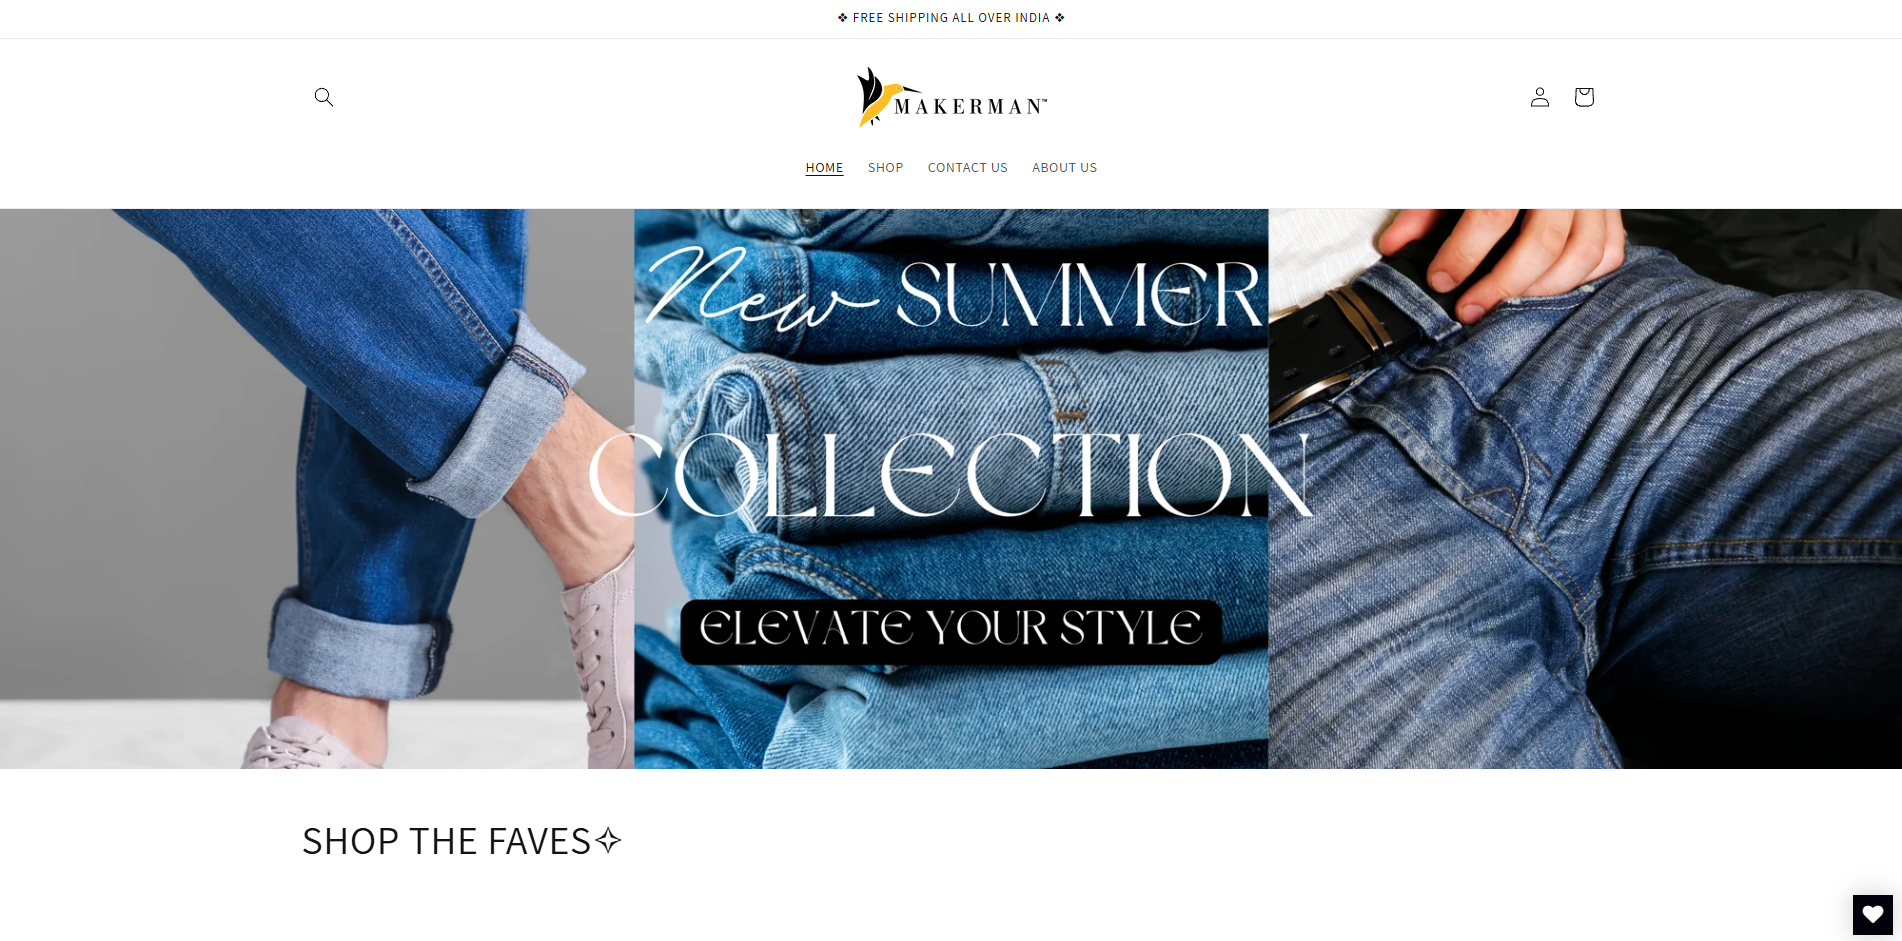 ❖ FREE SHIPPING ALL OVER INDIA ❖
MAKERMAN™
HOME SHOP CONTACT US ABOUT US
New SUMMER
COLLECTION
ELEVATE YOUR STYLE
SHOP THE FAVES✧